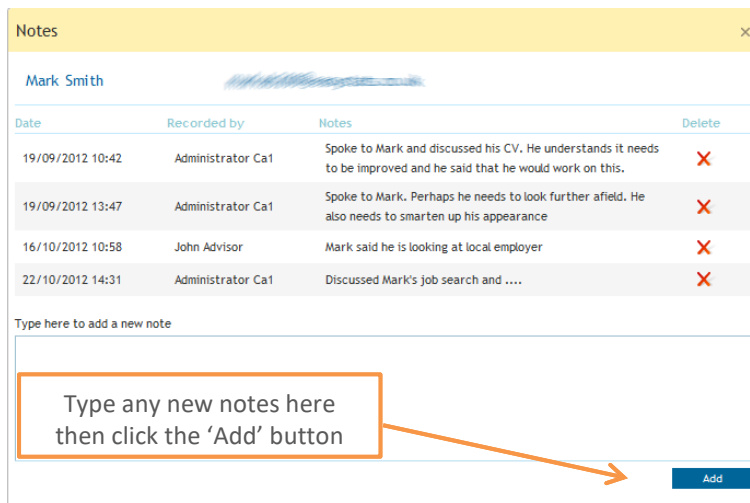 Notes ×
Mark Smith
Date Recorded by Notes Delete
19/09/2012 10:42 Administrator Ca1 Spoke to Mark and discussed his CV. He understands it needs
to be improved and he said that he would work on this.
19/09/2012 13:47 Administrator Ca1 Spoke to Mark. Perhaps he needs to look further afield. He
also needs to smarten up his appearance
16/10/2012 10:58 John Advisor Mark said he is looking at local employer
22/10/2012 14:31 Administrator Ca1 Discussed Mark's job search and ....
Type here to add a new note
Type any new notes here
then click the ‘Add’ button
Add